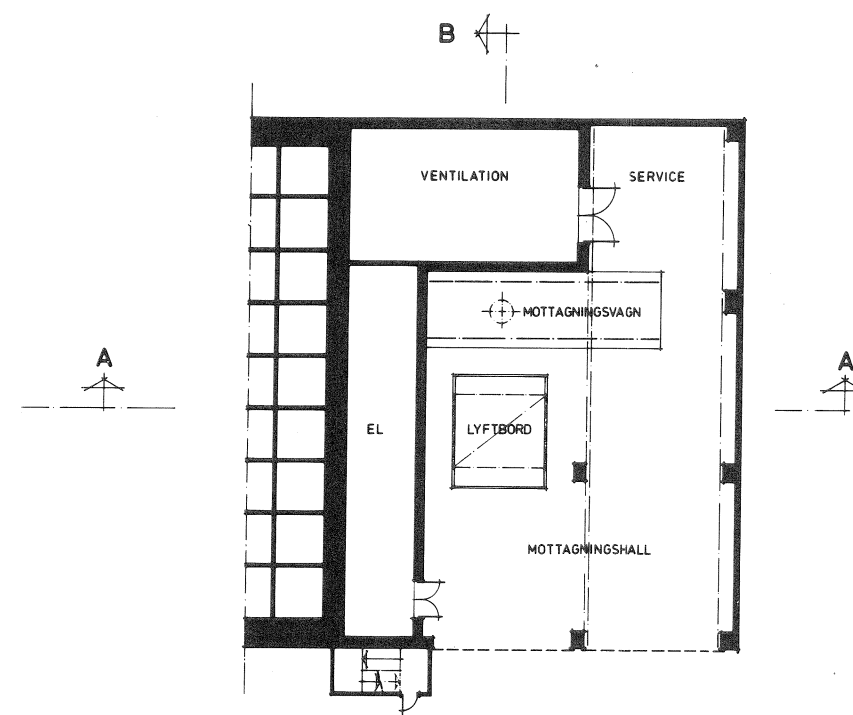 B
VENTILATION
SERVICE
MOTTAGNINGSVAGN
A
A
EL
LYFTBORD
MOTTAGNINGSHALL